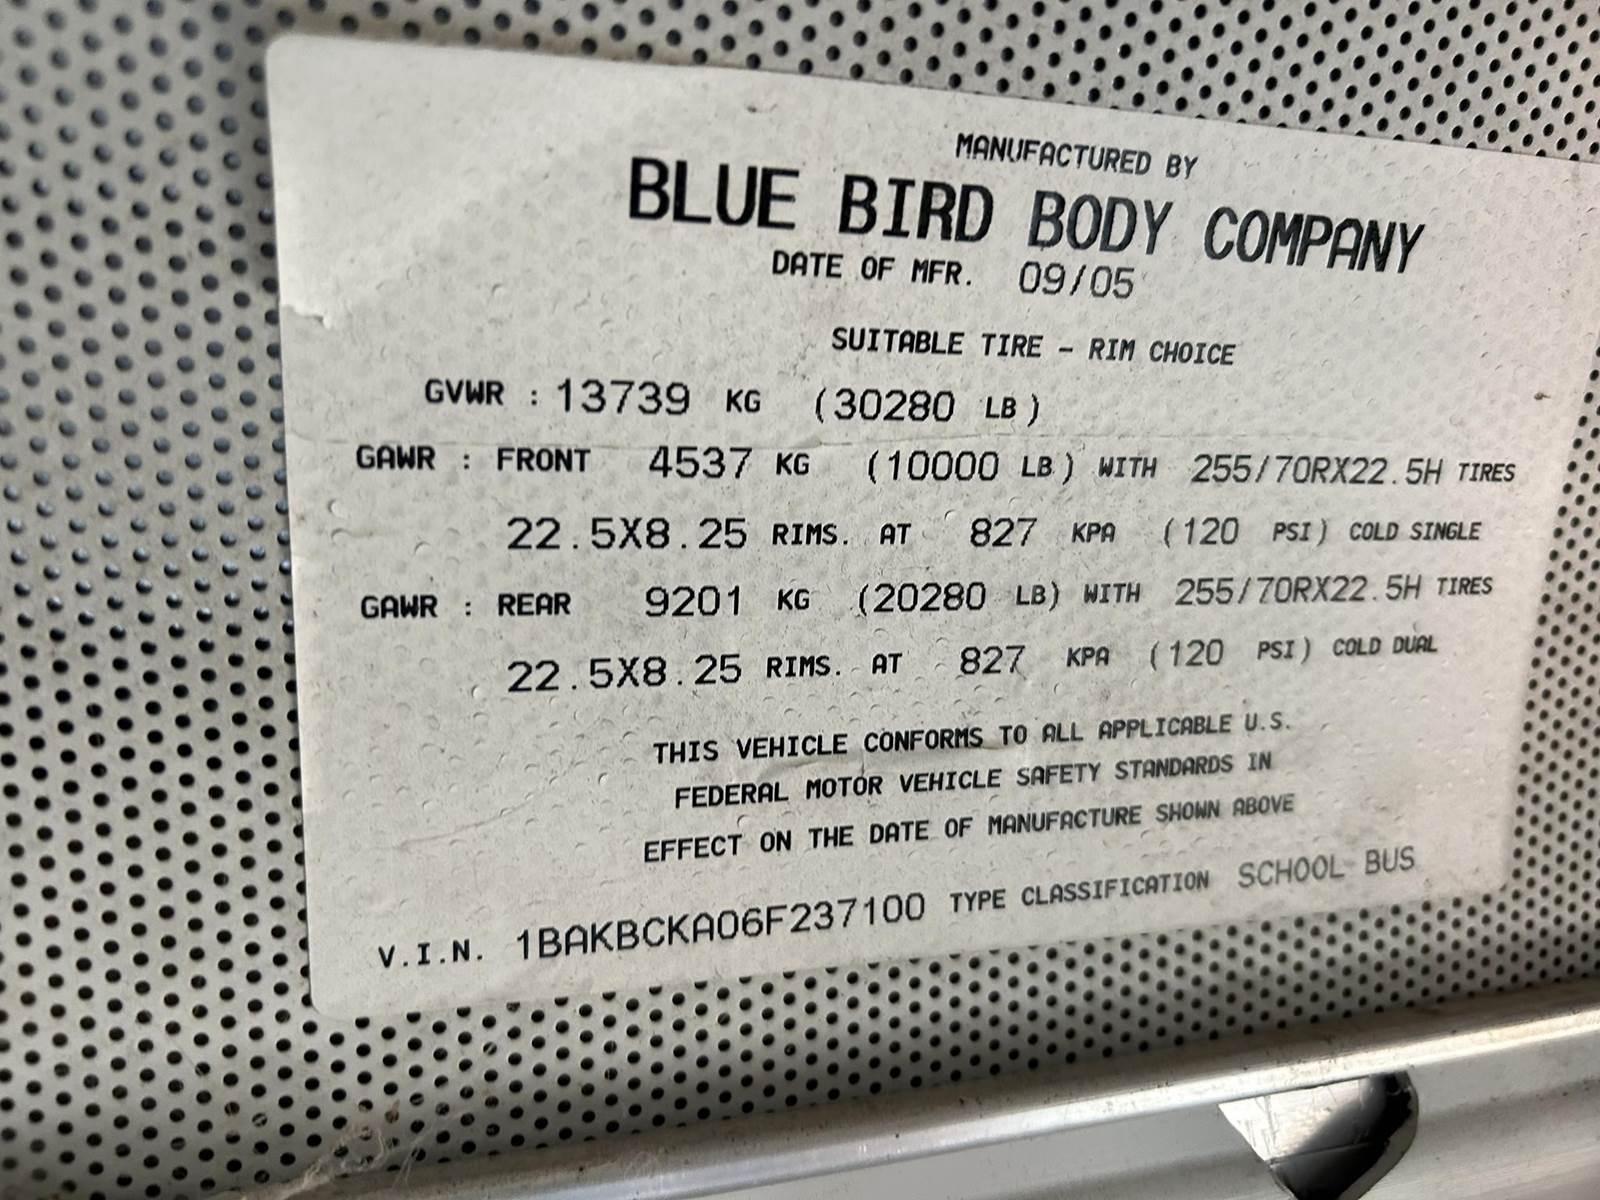 MANUFACTURED BY
BLUE BIRD BODY COMPANY
DATE OF MFR. 09/05
SUITABLE TIRE - RIM CHOICE
GVWR : 13739 KG (30280 LB)
GAWR : FRONT 4537 KG (10000 LB) WITH 255/70RX22.5H TIRES
22.5X8.25 RIMS. AT 827 KPA (120 PSI) COLD SINGLE
GAWR : REAR 9201 KG (20280 LB) WITH 255/70RX22.5H TIRES
22.5X8.25 RIMS. AT 827 KPA (120 PSI) COLD DUAL
THIS VEHICLE CONFORMS TO ALL APPLICABLE U.S.
FEDERAL MOTOR VEHICLE SAFETY STANDARDS IN
EFFECT ON THE DATE OF MANUFACTURE SHOWN ABOVE
V.I.N. 1BAKBCKA06F237100 TYPE CLASSIFICATION SCHOOL BUS